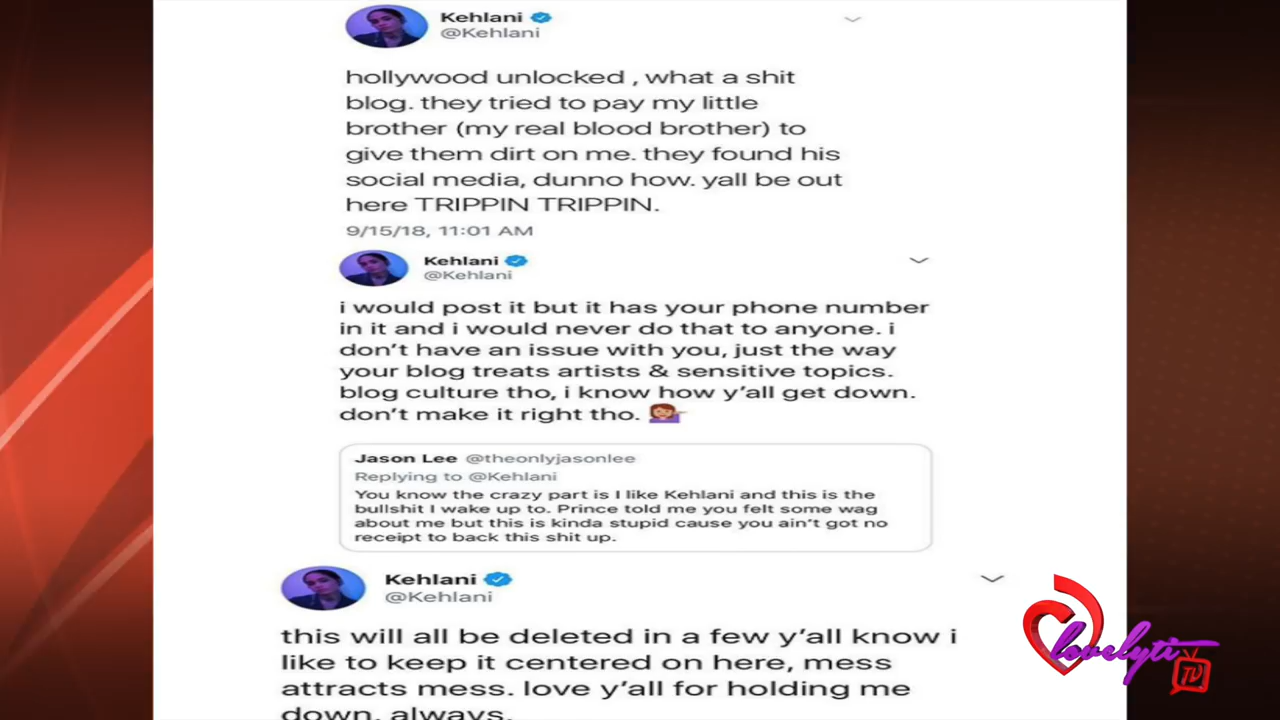 Kehlani
@Kehlani
hollywood unlocked , what a shit
blog. they tried to pay my little
brother (my real blood brother) to
give them dirt on me. they found his
social media, dunno how. yall be out
here TRIPPIN TRIPPIN.
9/15/18, 11:01 AM
Kehlani
@Kehlani
i would post it but it has your phone number
in it and i would never do that to anyone. i
don’t have an issue with you, just the way
your blog treats artists & sensitive topics.
blog culture tho, i know how y’all get down.
don’t make it right tho. 💁🏽‍♀️
Jason Lee @theonlyjasonlee
Replying to @Kehlani
You know the crazy part is I like Kehlani and this is the
bullshit I wake up to. Prince told me you felt some wag
about me but this is kinda stupid cause you ain’t got no
receipt to back this shit up.
Kehlani
@Kehlani
this will all be deleted in a few y’all know i
like to keep it centered on here, mess
attracts mess. love y’all for holding me
down, always.
lovelyti
TV